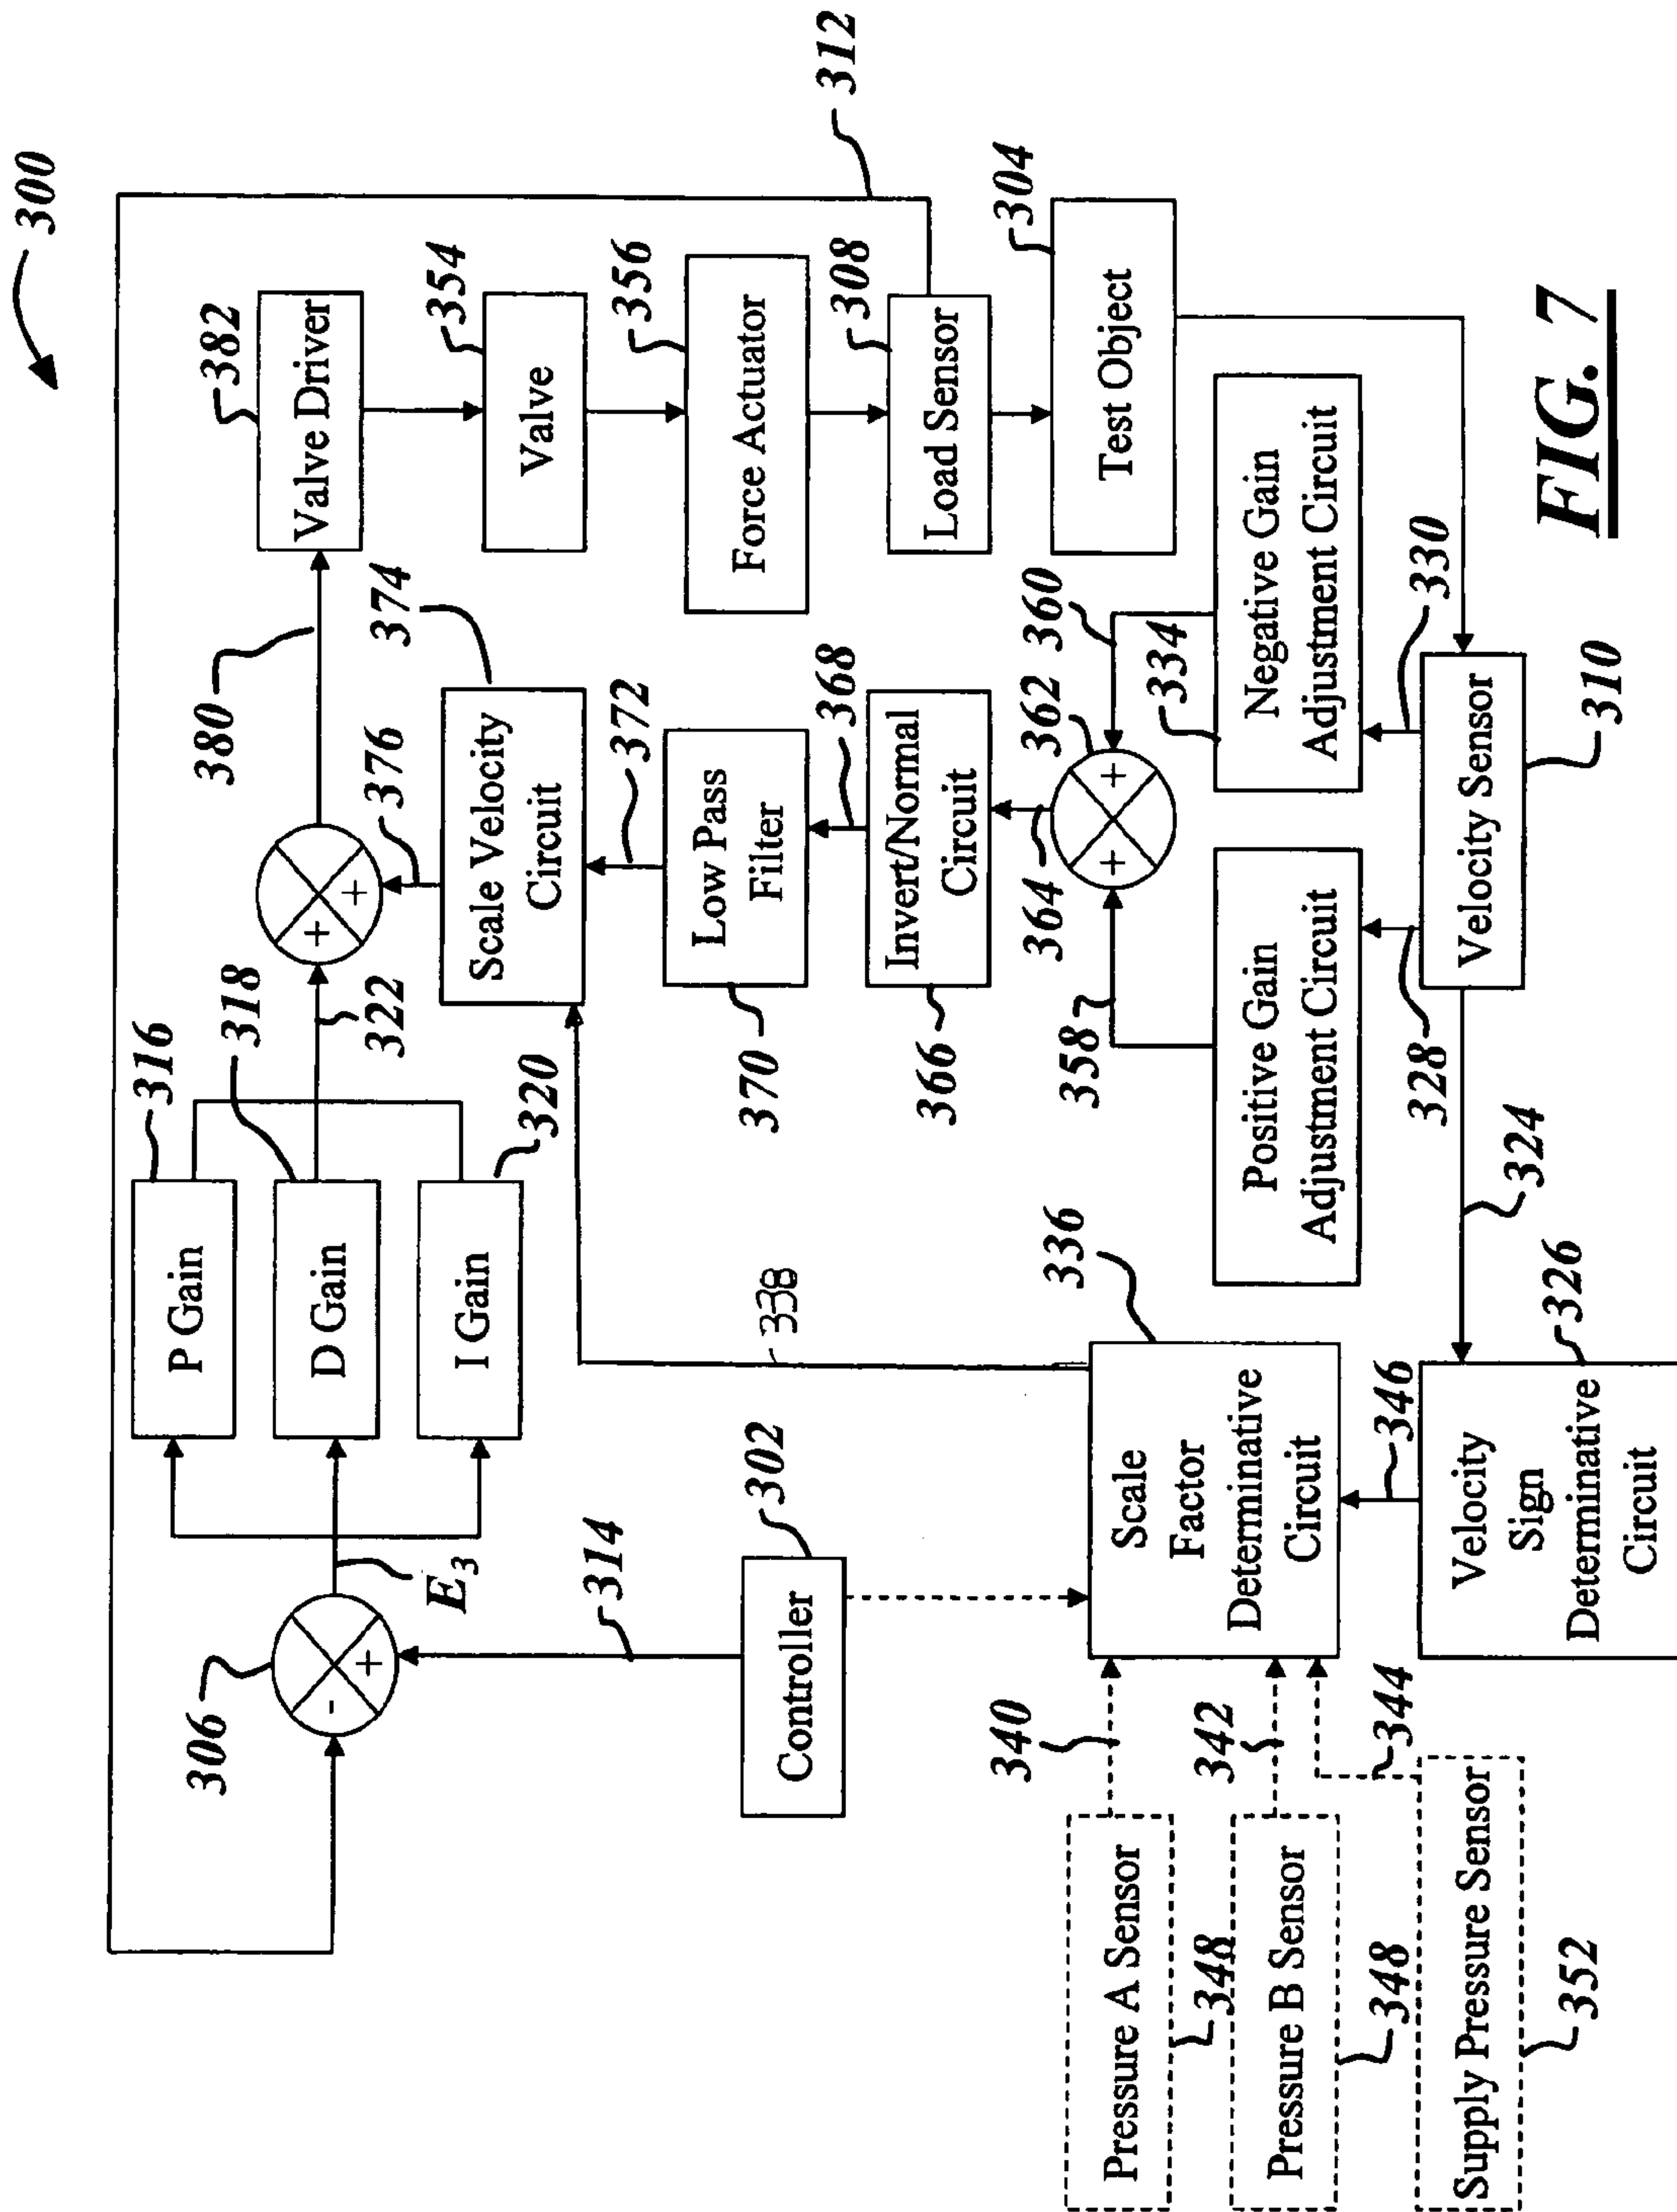 300
312
316
P Gain
318
D Gain
320
I Gain
322
306
-
+
E3
314
302
Controller
380
+
+
376
382
Valve Driver
354
Valve
356
Force Actuator
308
Load Sensor
304
Test Object
374
Scale Velocity
Circuit
372
Low Pass
Filter
370
368
Invert/Normal
Circuit
366
364
362
+
+
358
360
334
Positive Gain
Adjustment Circuit
Negative Gain
Adjustment Circuit
328
330
Velocity Sensor
310
324
338
336
Scale
Factor
Determinative
Circuit
346
326
Velocity
Sign
Determinative
Circuit
340
342
344
Pressure A Sensor
348
Pressure B Sensor
348
Supply Pressure Sensor
352
FIG. 7